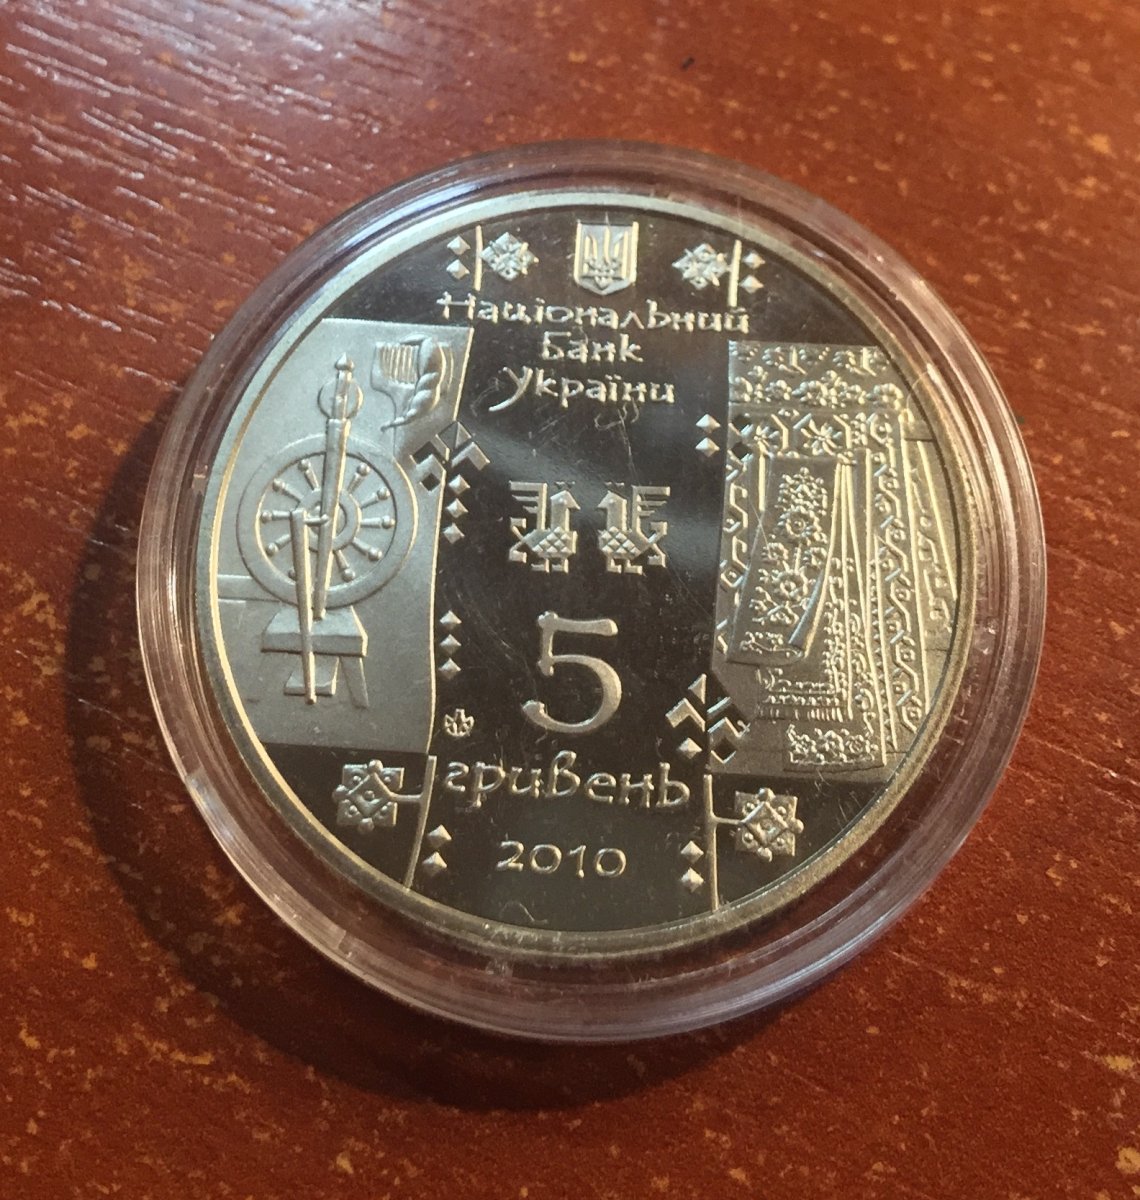 Національний
Банк
України
5
гривень
2010